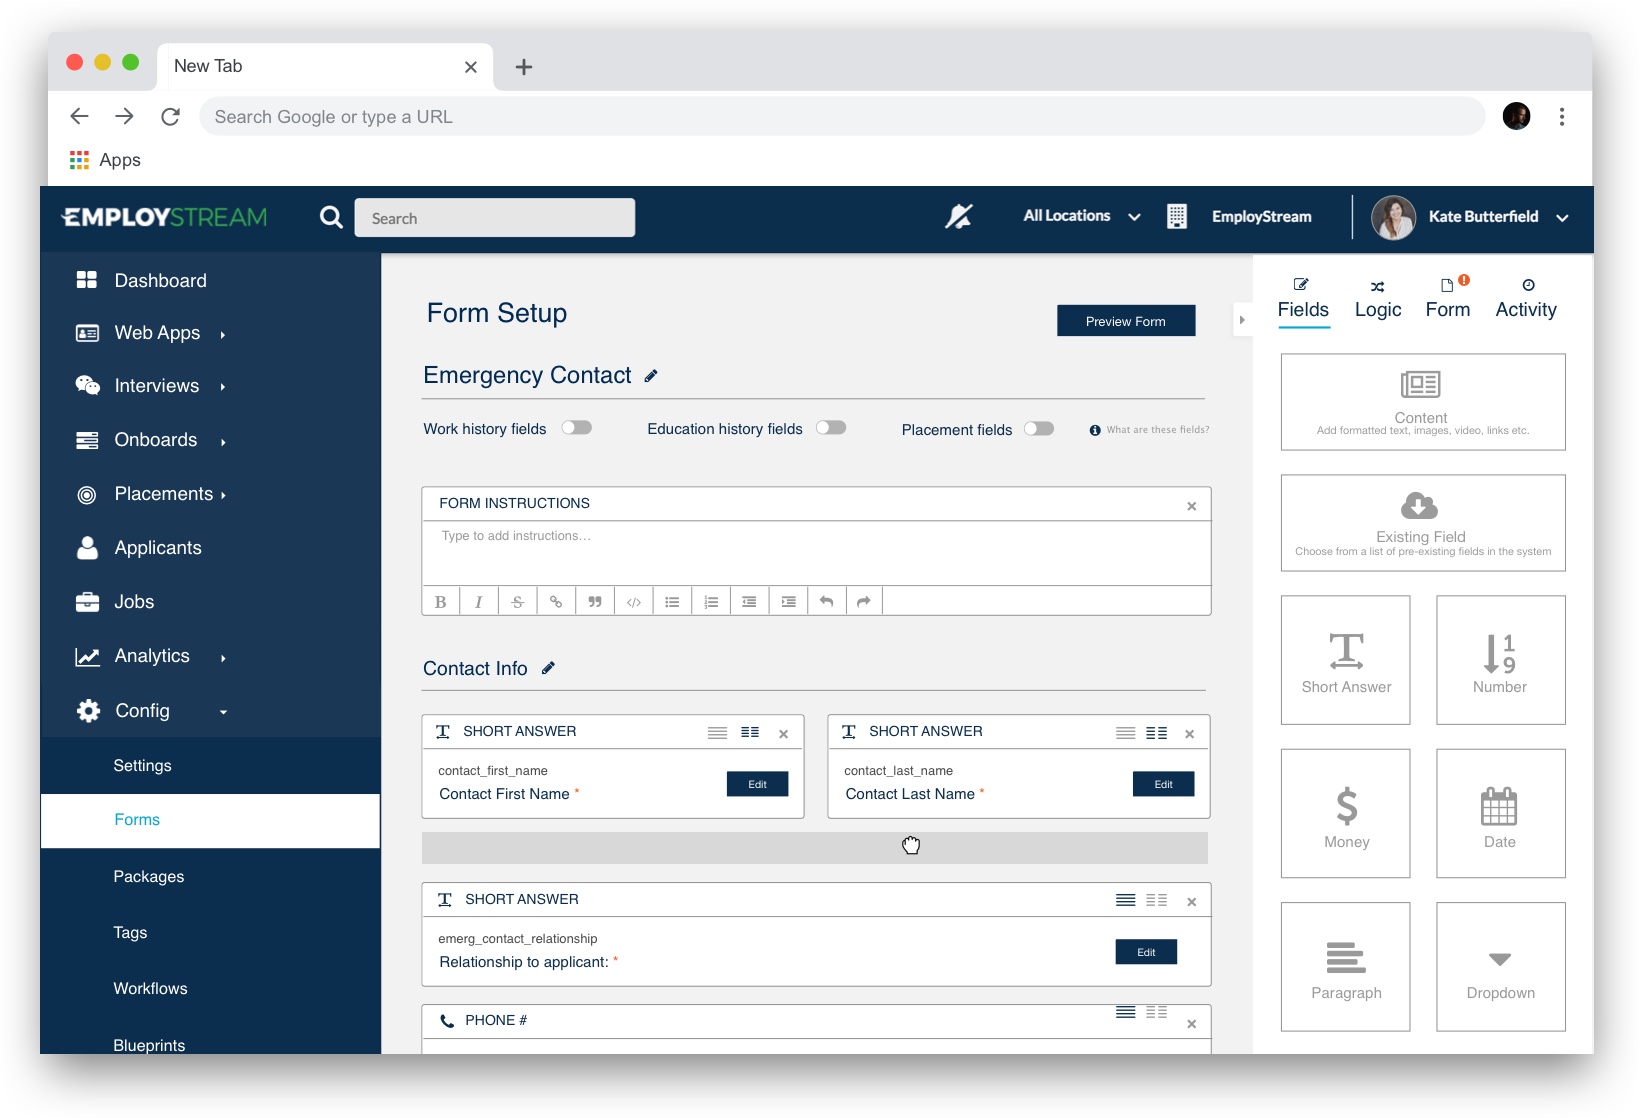 New Tab
Search Google or type a URL
Apps
EMPLOYSTREAM
Search
All Locations
EmployStream
Kate Butterfield
Dashboard
Web Apps
Interviews
Onboards
Placements
Applicants
Jobs
Analytics
Config
Settings
Forms
Packages
Tags
Workflows
Blueprints
Form Setup
Preview Form
Emergency Contact
Work history fields
Education history fields
Placement fields
What are these fields?
FORM INSTRUCTIONS
Type to add instructions...
Contact Info
SHORT ANSWER
contact_first_name
Contact First Name *
Edit
SHORT ANSWER
contact_last_name
Contact Last Name *
Edit
SHORT ANSWER
emerg_contact_relationship
Relationship to applicant: *
Edit
PHONE #
Fields
Logic
Form
Activity
Content
Add formatted text, images, video, links etc.
Existing Field
Choose from a list of pre-existing fields in the system
Short Answer
1
9
Number
$
Money
Date
Paragraph
Dropdown